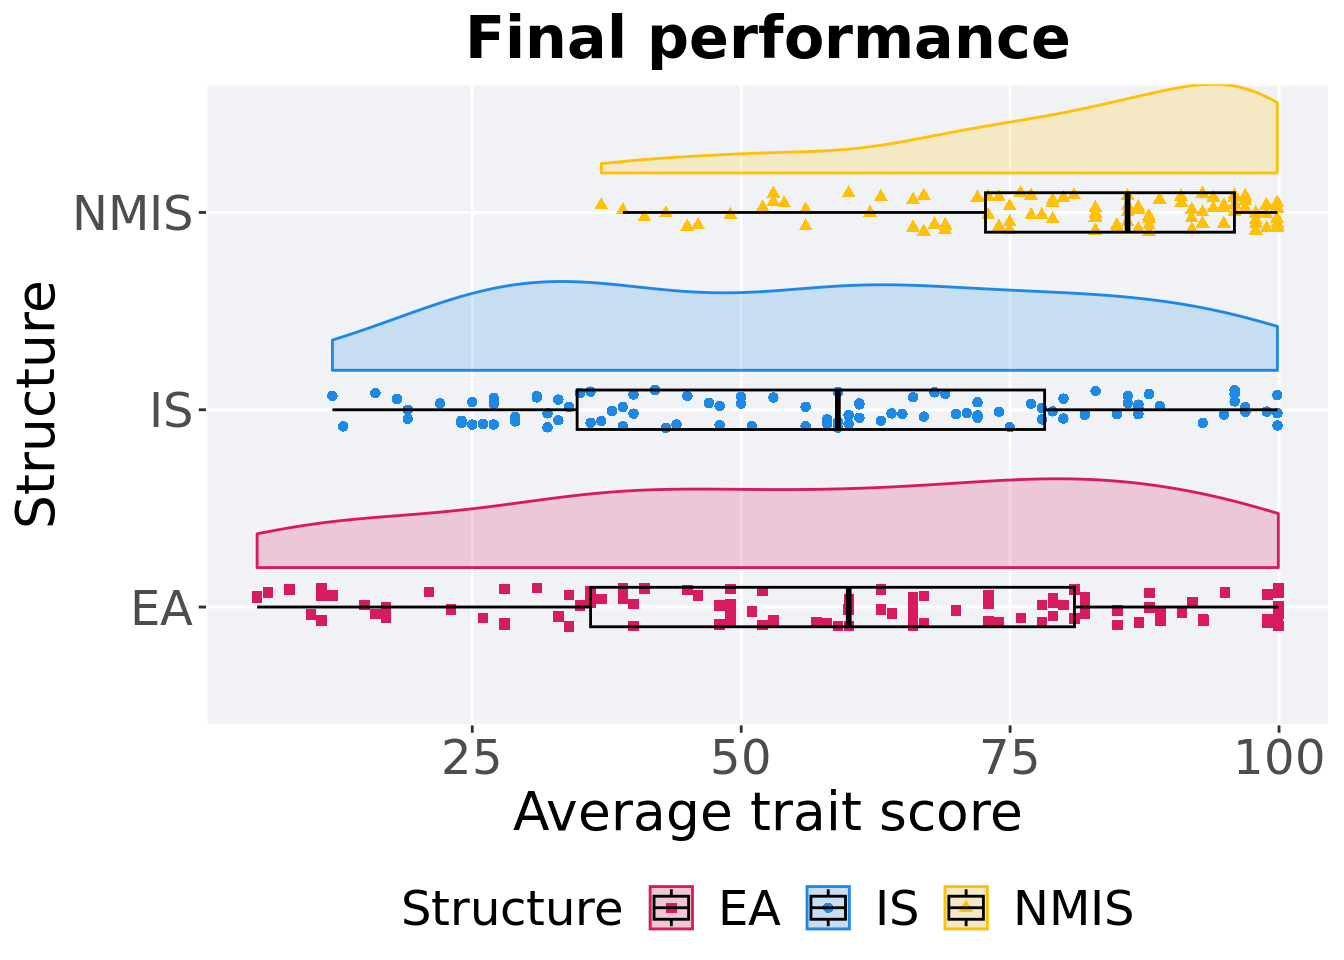 Final performance
Structure
NMIS
IS
EA
25 50 75 100
Average trait score
Structure EA IS NMIS